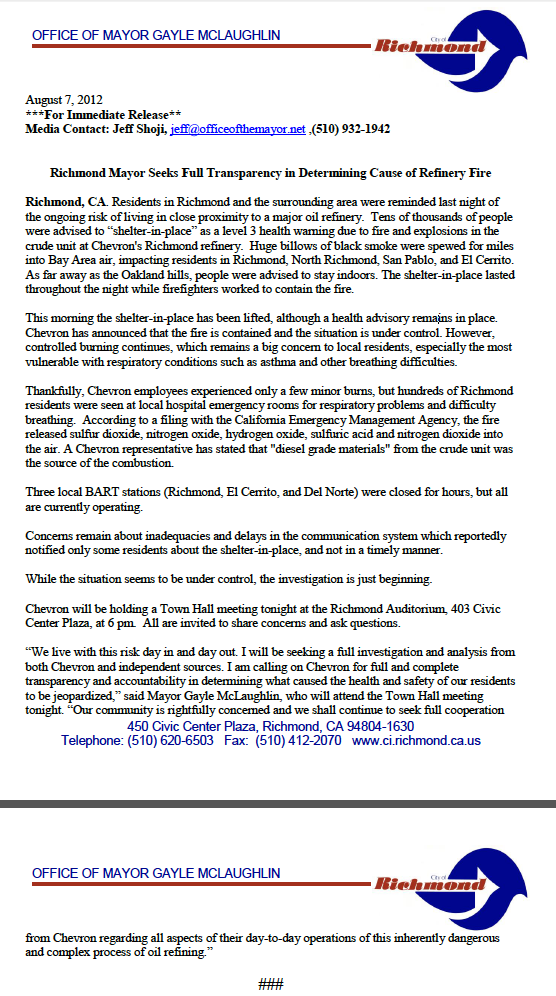 OFFICE OF MAYOR GAYLE MCLAUGHLIN
City of
Richmond
August 7, 2012
***For Immediate Release**
Media Contact: Jeff Shoji, jeff@officeofthemayor.net ,(510) 932-1942
Richmond Mayor Seeks Full Transparency in Determining Cause of Refinery Fire
Richmond, CA. Residents in Richmond and the surrounding area were reminded last night of
the ongoing risk of living in close proximity to a major oil refinery.  Tens of thousands of people
were advised to “shelter-in-place” as a level 3 health warning due to fire and explosions in the
crude unit at Chevron's Richmond refinery.  Huge billows of black smoke were spewed for miles
into Bay Area air, impacting residents in Richmond, North Richmond, San Pablo, and El Cerrito.
As far away as the Oakland hills, people were advised to stay indoors. The shelter-in-place lasted
throughout the night while firefighters worked to contain the fire.
This morning the shelter-in-place has been lifted, although a health advisory remains in place.
Chevron has announced that the fire is contained and the situation is under control. However,
controlled burning continues, which remains a big concern to local residents, especially the most
vulnerable with respiratory conditions such as asthma and other breathing difficulties.
Thankfully, Chevron employees experienced only a few minor burns, but hundreds of Richmond
residents were seen at local hospital emergency rooms for respiratory problems and difficulty
breathing.  According to a filing with the California Emergency Management Agency, the fire
released sulfur dioxide, nitrogen oxide, hydrogen oxide, sulfuric acid and nitrogen dioxide into
the air. A Chevron representative has stated that "diesel grade materials" from the crude unit was
the source of the combustion.
Three local BART stations (Richmond, El Cerrito, and Del Norte) were closed for hours, but all
are currently operating.
Concerns remain about inadequacies and delays in the communication system which reportedly
notified only some residents about the shelter-in-place, and not in a timely manner.
While the situation seems to be under control, the investigation is just beginning.
Chevron will be holding a Town Hall meeting tonight at the Richmond Auditorium, 403 Civic
Center Plaza, at 6 pm.  All are invited to share concerns and ask questions.
“We live with this risk day in and day out. I will be seeking a full investigation and analysis from
both Chevron and independent sources. I am calling on Chevron for full and complete
transparency and accountability in determining what caused the health and safety of our residents
to be jeopardized,” said Mayor Gayle McLaughlin, who will attend the Town Hall meeting
tonight. “Our community is rightfully concerned and we shall continue to seek full cooperation
450 Civic Center Plaza, Richmond, CA 94804-1630
Telephone: (510) 620-6503   Fax:  (510) 412-2070   www.ci.richmond.ca.us
OFFICE OF MAYOR GAYLE MCLAUGHLIN
City of
Richmond
from Chevron regarding all aspects of their day-to-day operations of this inherently dangerous
and complex process of oil refining.”
###